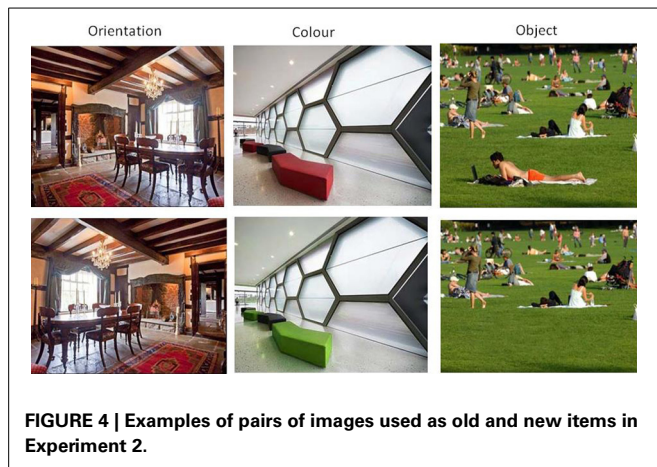 Orientation Colour Object
FIGURE 4 | Examples of pairs of images used as old and new items in
Experiment 2.